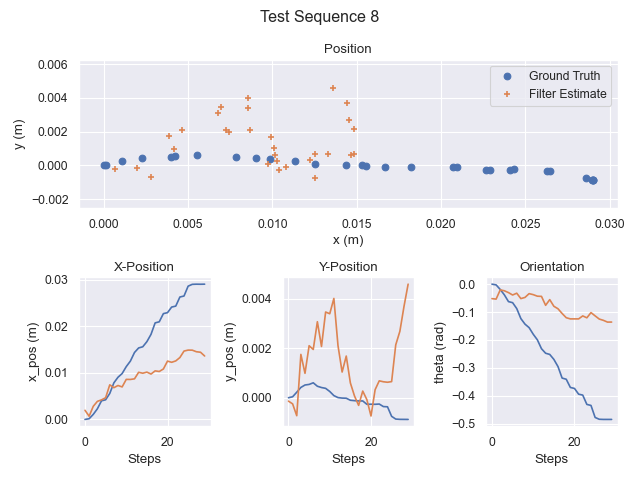 Test Sequence 8
Position
y (m)
0.006
0.004
0.002
0.000
−0.002
Ground Truth
Filter Estimate
0.000 0.005 0.010 0.015 0.020 0.025 0.030
x (m)
X-Position
x_pos (m)
0.03
0.02
0.01
0.00
0 20
Steps
Y-Position
y_pos (m)
0.004
0.002
0.000
0 20
Steps
Orientation
theta (rad)
0.0
−0.1
−0.2
−0.3
−0.4
−0.5
0 20
Steps